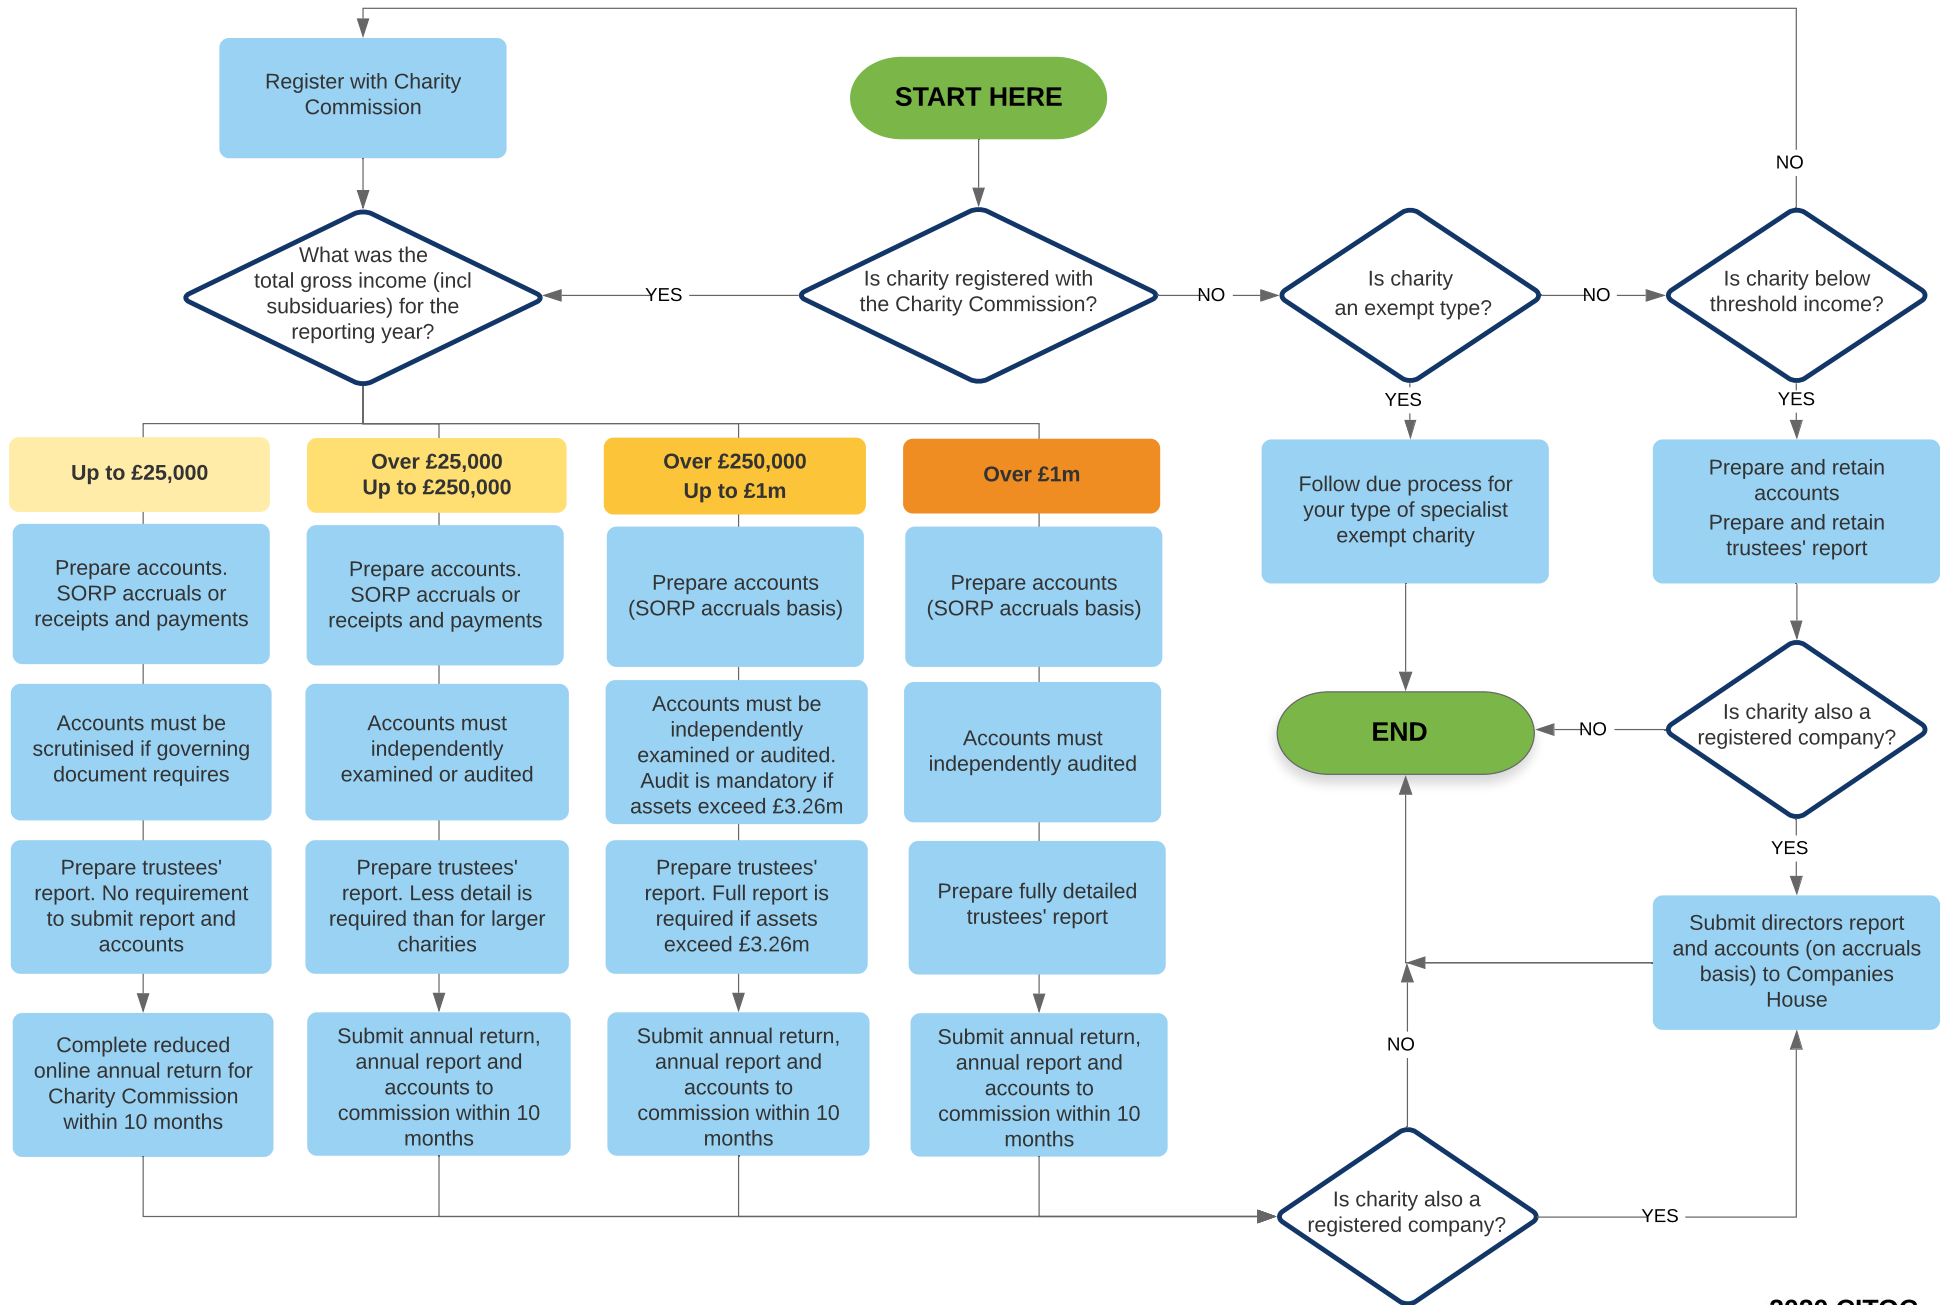 Register with Charity
Commission
START HERE
NO
What was the
total gross income (incl
subsiduaries) for the
reporting year?
YES
Is charity registered with
the Charity Commission?
NO
Is charity
an exempt type?
NO
Is charity below
threshold income?
YES
YES
Up to £25,000
Over £25,000
Up to £250,000
Over £250,000
Up to £1m
Over £1m
Prepare accounts.
SORP accruals or
receipts and payments
Prepare accounts.
SORP accruals or
receipts and payments
Prepare accounts
(SORP accruals basis)
Prepare accounts
(SORP accruals basis)
Follow due process for
your type of specialist
exempt charity
Prepare and retain
accounts
Prepare and retain
trustees' report
Accounts must be
scrutinised if governing
document requires
Accounts must
independently
examined or audited
Accounts must be
independently
examined or audited.
Audit is mandatory if
assets exceed £3.26m
Accounts must
independently audited
END
NO
Is charity also a
registered company?
YES
Prepare trustees'
report. No requirement
to submit report and
accounts
Prepare trustees'
report. Less detail is
required than for larger
charities
Prepare trustees'
report. Full report is
required if assets
exceed £3.26m
Prepare fully detailed
trustees' report
Submit directors report
and accounts (on accruals
basis) to Companies
House
Complete reduced
online annual return for
Charity Commission
within 10 months
Submit annual return,
annual report and
accounts to
commission within 10
months
Submit annual return,
annual report and
accounts to
commission within 10
months
Submit annual return,
annual report and
accounts to
commission within 10
months
NO
Is charity also a
registered company?
YES